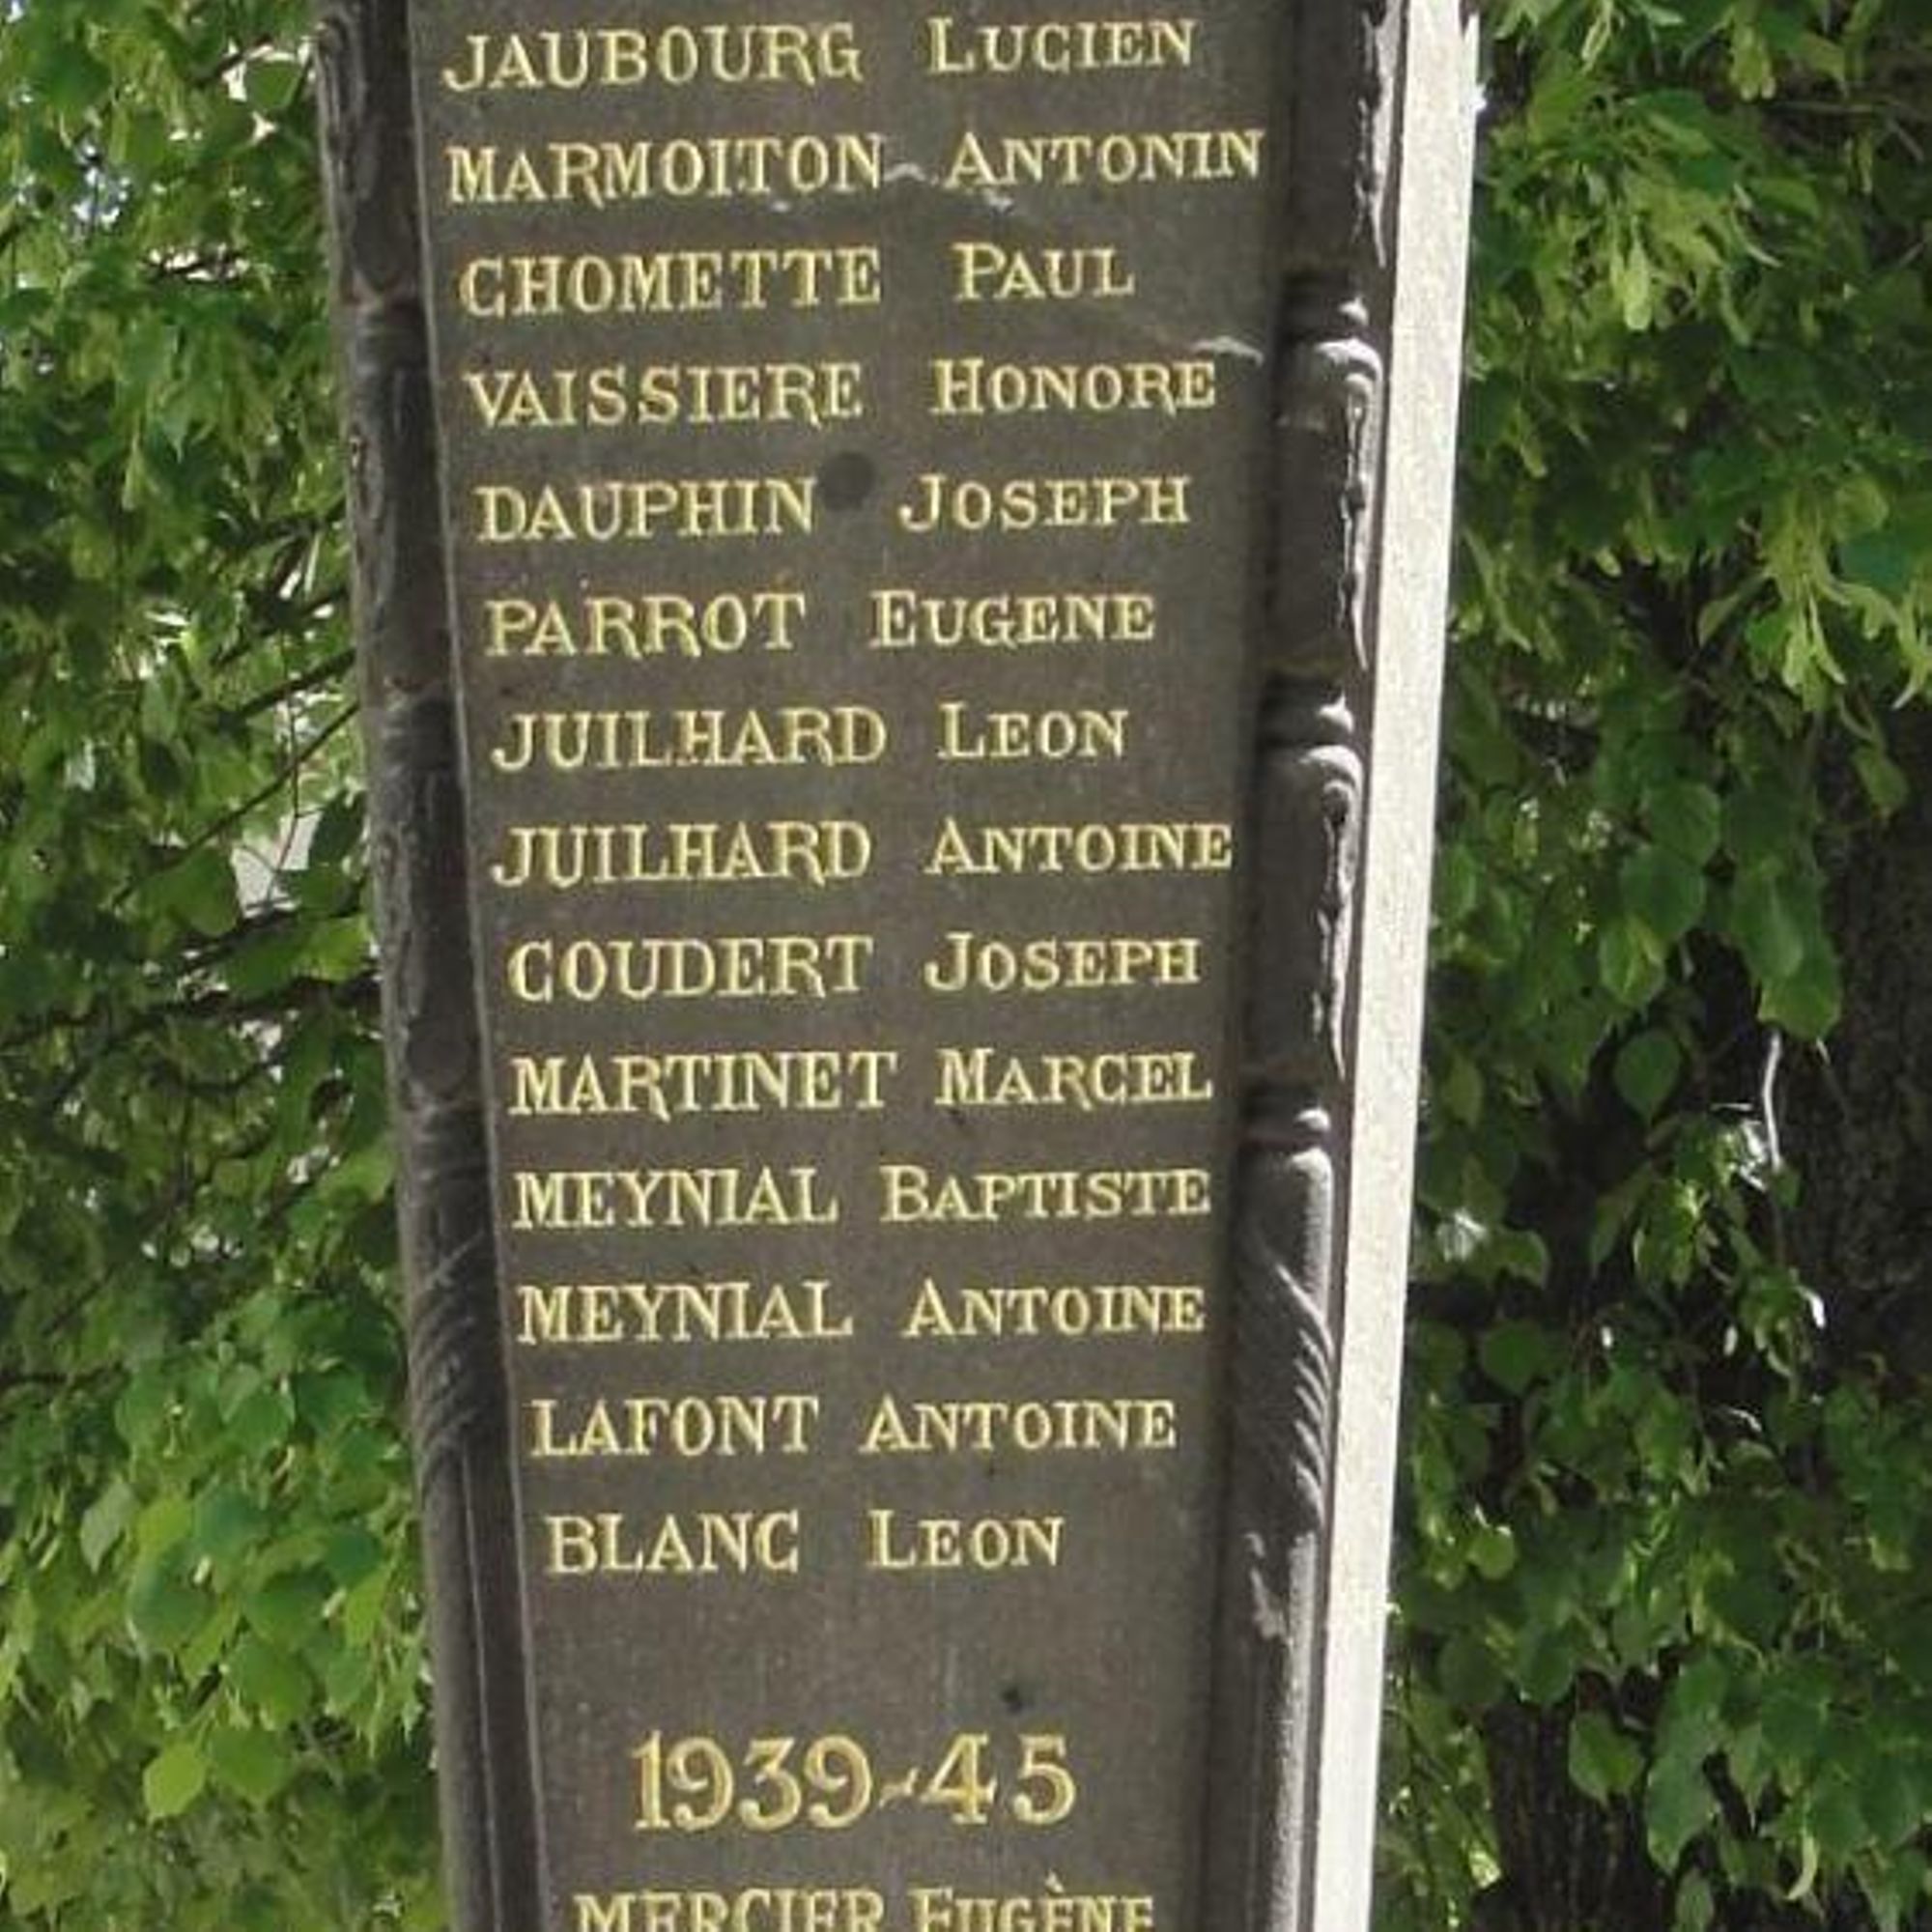 JAUBOURG LUCIEN
MARMOITON ANTONIN
CHOMETTE PAUL
VAISSIERE HONORE
DAUPHIN JOSEPH
PARROT EUGENE
JUILHARD LEON
JUILHARD ANTOINE
COUDERT JOSEPH
MARTINET MARCEL
MEYNIAL BAPTISTE
MEYNIAL ANTOINE
LAFONT ANTOINE
BLANC LEON
1939-45
MERCIER EUGÈNE